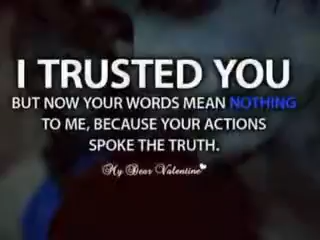 I TRUSTED YOU
BUT NOW YOUR WORDS MEAN NOTHING
TO ME, BECAUSE YOUR ACTIONS
SPOKE THE TRUTH.
My Dear Valentine